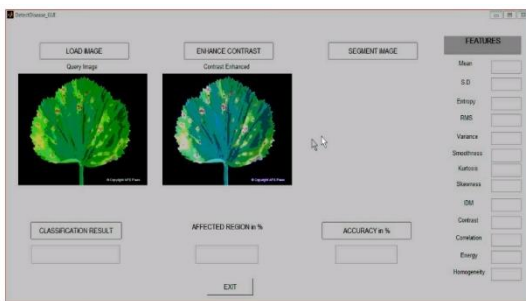 DetectDisease_GUI
LOAD IMAGE
ENHANCE CONTRAST
SEGMENT IMAGE
Query Image
Contrast Enhanced
CLASSIFICATION RESULT
AFFECTED REGION in %
ACCURACY in %
EXIT
FEATURES
Mean
S.D
Entropy
RMS
Variance
Smoothness
Kurtosis
Skewness
IDM
Contrast
Correlation
Energy
Homogeneity